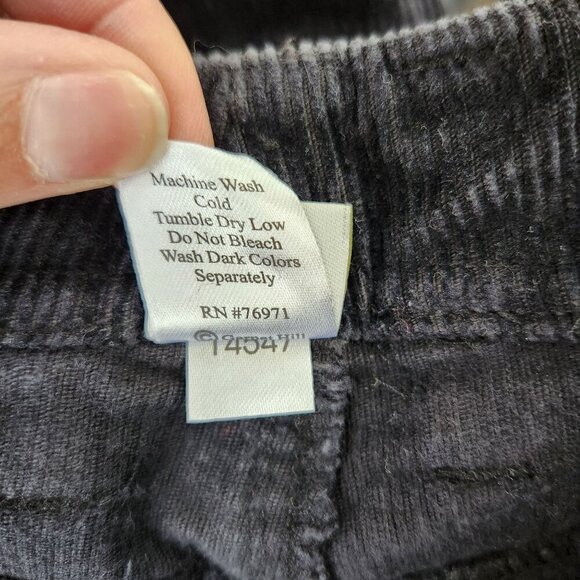 Machine Wash
Cold
Tumble Dry Low
Do Not Bleach
Wash Dark Colors
Separately
RN #76971